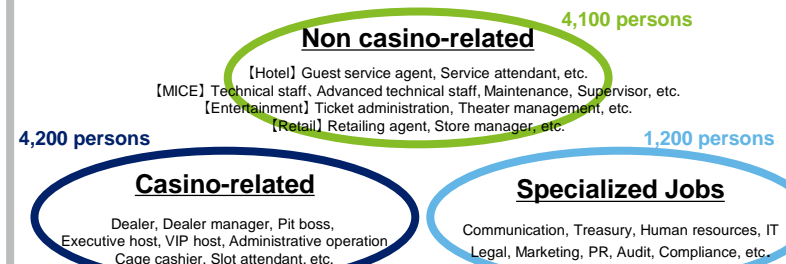 4,100 persons
Non casino-related
【Hotel】Guest service agent, Service attendant, etc.
【MICE】Technical staff、Advanced technical staff, Maintenance, Supervisor, etc.
【Entertainment】Ticket administration, Theater management, etc.
【Retail】Retailing agent, Store manager, etc.
4,200 persons
1,200 persons
Casino-related
Dealer, Dealer manager, Pit boss,
Executive host, VIP host, Administrative operation
Cage cashier, Slot attendant, etc.
Specialized Jobs
Communication, Treasury, Human resources, IT
Legal, Marketing, PR, Audit, Compliance, etc.